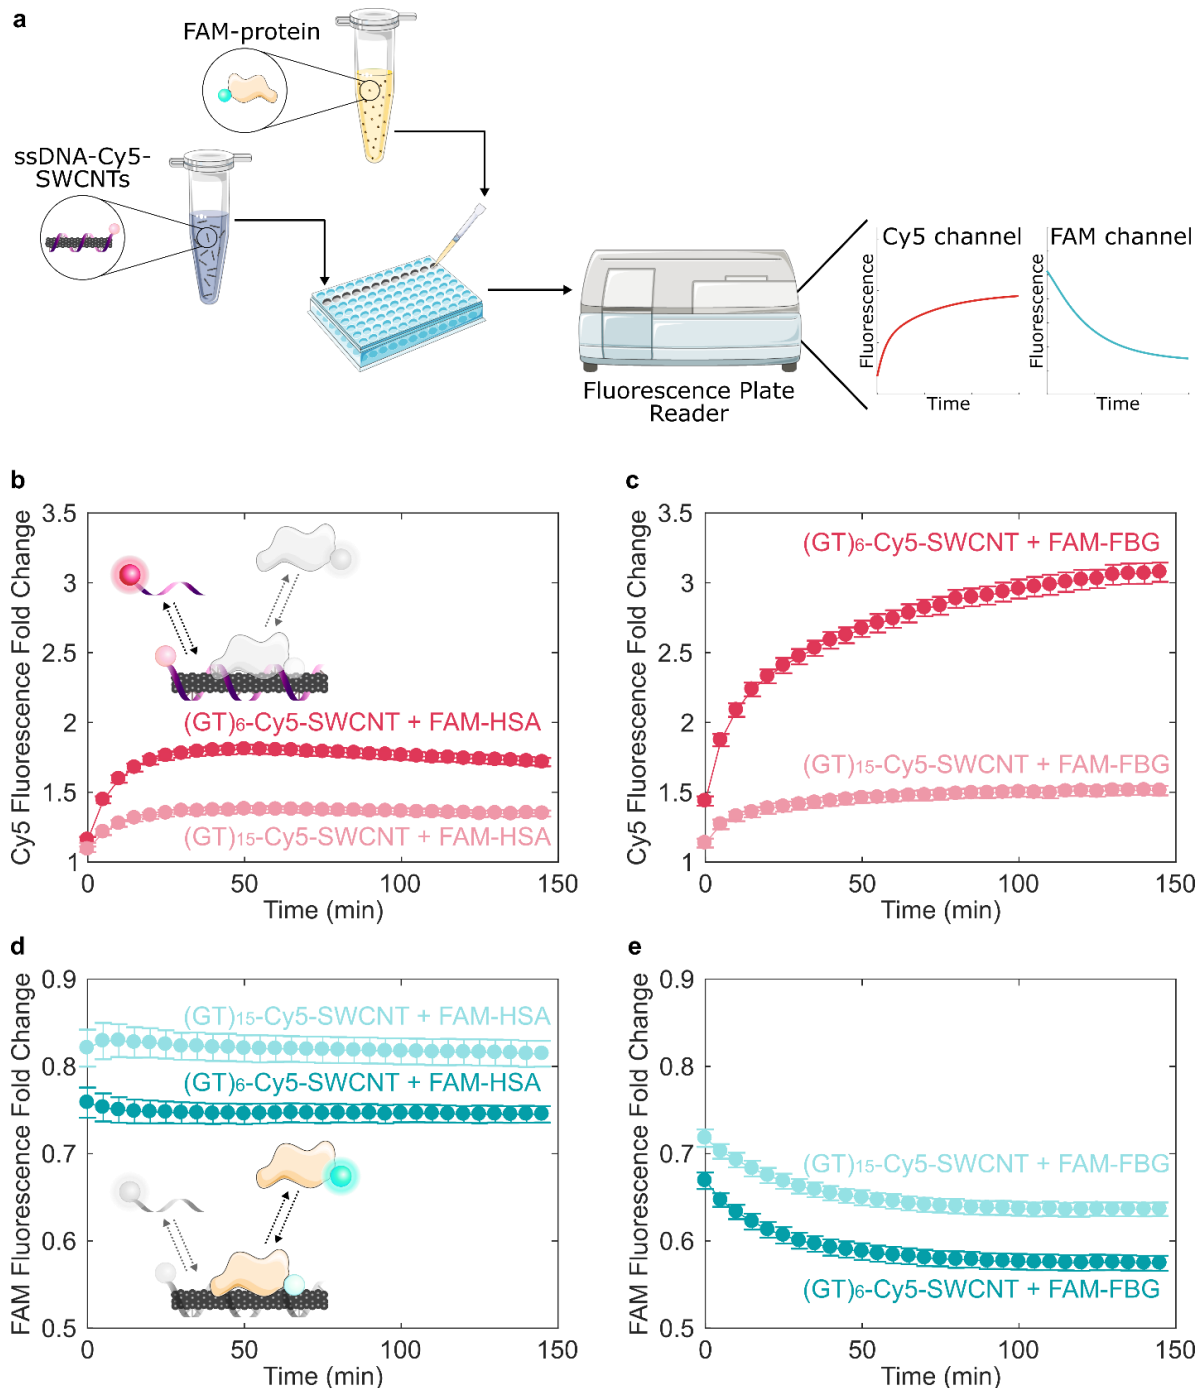 a
FAM-protein
ssDNA-Cy5-
SWCNTs
Fluorescence Plate
Reader
Cy5 channel
Fluorescence
Time
FAM channel
Fluorescence
Time
b
Cy5 Fluorescence Fold Change
3.5
3
2.5
2
1.5
1
(GT)₆-Cy5-SWCNT + FAM-HSA
(GT)₁₅-Cy5-SWCNT + FAM-HSA
0
50
100
150
Time (min)
c
Cy5 Fluorescence Fold Change
3.5
3
2.5
2
1.5
1
(GT)₆-Cy5-SWCNT + FAM-FBG
(GT)₁₅-Cy5-SWCNT + FAM-FBG
0
50
100
150
Time (min)
d
FAM Fluorescence Fold Change
0.9
0.8
0.7
0.6
0.5
(GT)₁₅-Cy5-SWCNT + FAM-HSA
(GT)₆-Cy5-SWCNT + FAM-HSA
0
50
100
150
Time (min)
e
FAM Fluorescence Fold Change
0.9
0.8
0.7
0.6
0.5
(GT)₁₅-Cy5-SWCNT + FAM-FBG
(GT)₆-Cy5-SWCNT + FAM-FBG
0
50
100
150
Time (min)